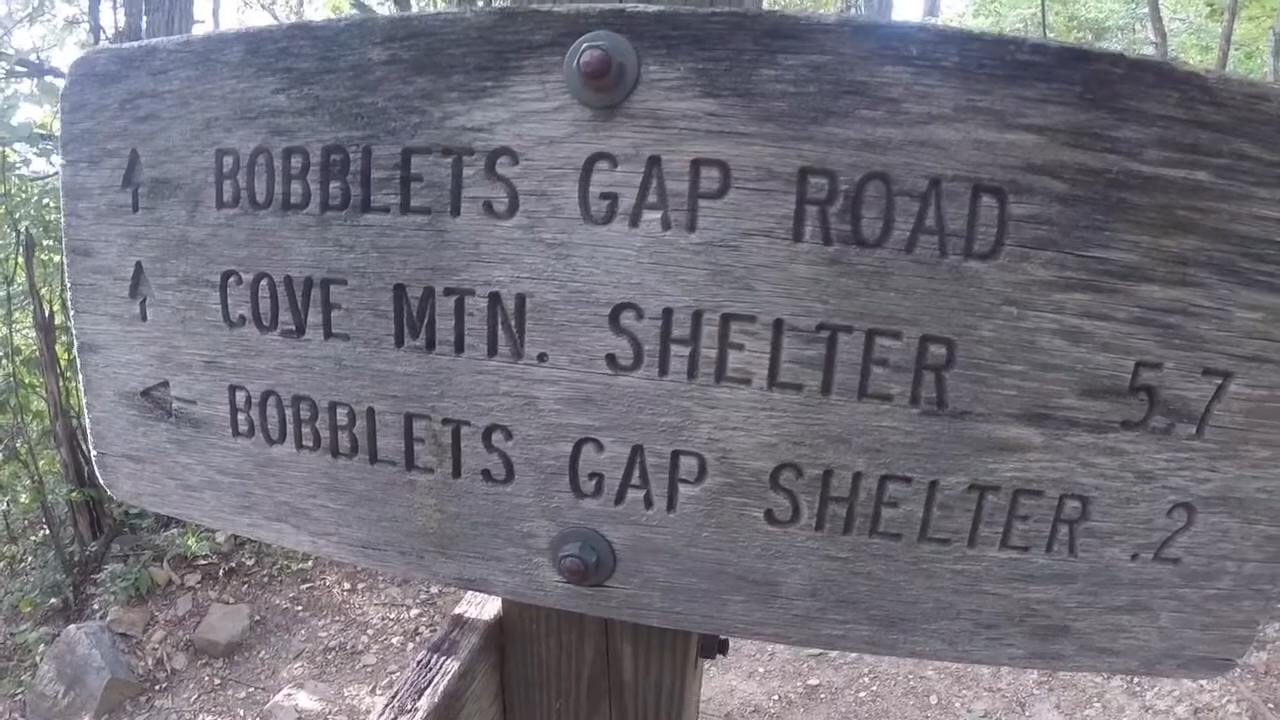 ↑ BOBBLETS GAP ROAD
↑ COVE MTN. SHELTER 5.7
← BOBBLETS GAP SHELTER .2